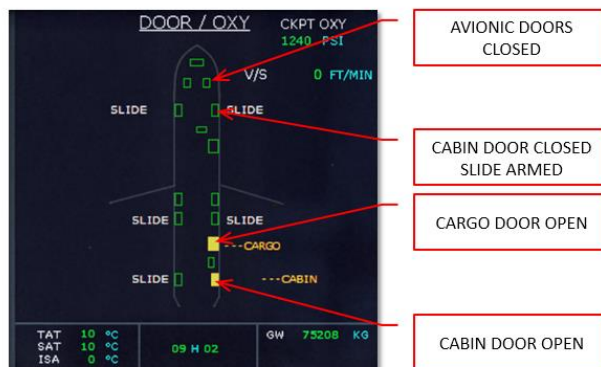 DOOR / OXY
CKPT OXY
1240 PSI
AVIONIC DOORS
CLOSED
V/S 0 FT/MIN
SLIDE SLIDE
CABIN DOOR CLOSED
SLIDE ARMED
CARGO DOOR OPEN
SLIDE SLIDE
---CARGO
SLIDE ---CABIN
CABIN DOOR OPEN
TAT 10 °C
SAT 10 °C
ISA 0 °C
09 H 02
GW 75208 KG